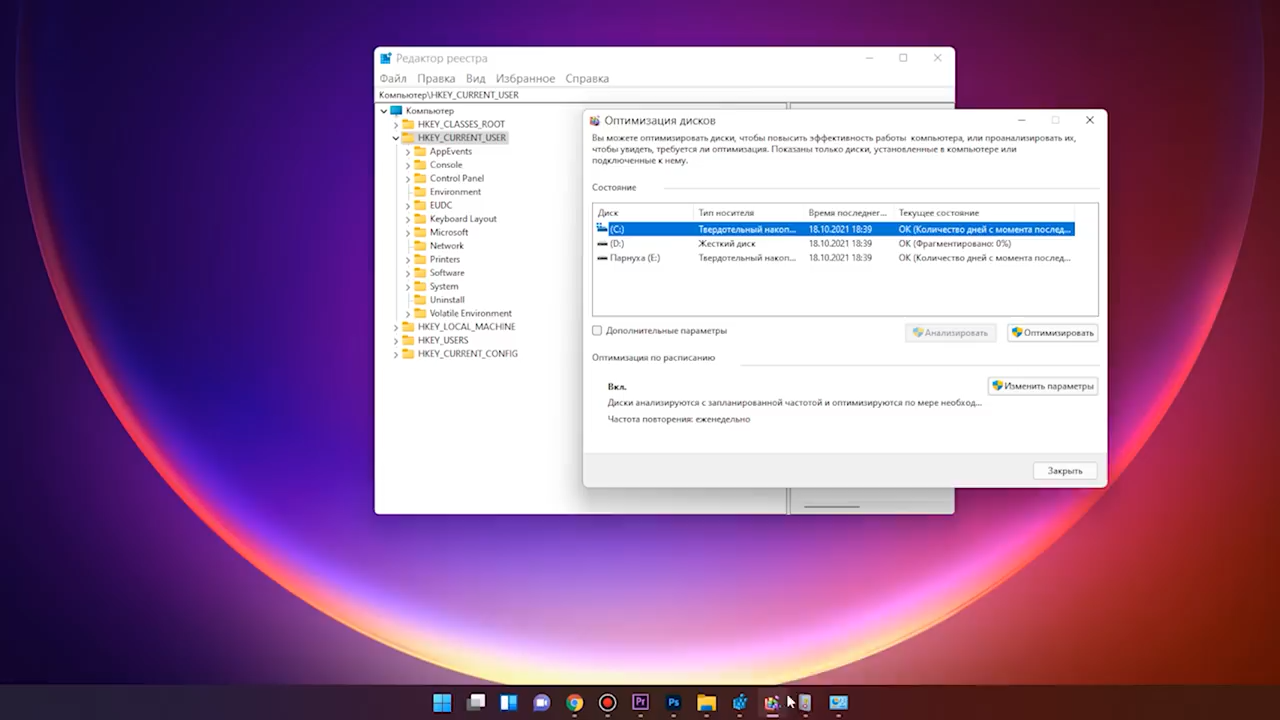 Редактор реестра
Файл Правка Вид Избранное Справка
Компьютер\HKEY_CURRENT_USER
Компьютер
HKEY_CLASSES_ROOT
HKEY_CURRENT_USER
AppEvents
Console
Control Panel
Environment
EUDC
Keyboard Layout
Microsoft
Network
Printers
Software
System
Uninstall
Volatile Environment
HKEY_LOCAL_MACHINE
HKEY_USERS
HKEY_CURRENT_CONFIG
Оптимизация дисков
Вы можете оптимизировать диски, чтобы повысить эффективность работы компьютера, или проанализировать их,
чтобы увидеть, требуется ли оптимизация. Показаны только диски, установленные в компьютере или
подключенные к нему.
Состояние
Диск Тип носителя Время последнег... Текущее состояние
(C:) Твердотельный накоп... 18.10.2021 18:39 ОК (Количество дней с момента послед...
(D:) Жесткий диск 18.10.2021 18:39 ОК (Фрагментировано: 0%)
Парнуха (E:) Твердотельный накоп... 18.10.2021 18:39 ОК (Количество дней с момента послед...
Дополнительные параметры
Анализировать Оптимизировать
Оптимизация по расписанию
Вкл.
Изменить параметры
Диски анализируются с запланированной частотой и оптимизируются по мере необход...
Частота повторения: еженедельно
Закрыть
Pr Ps